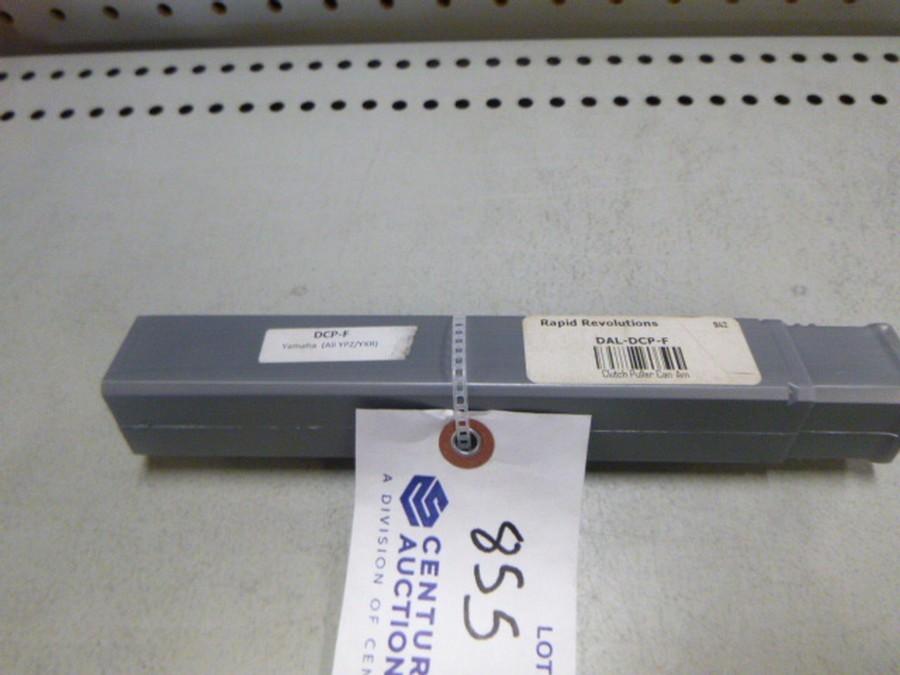 DCP-F
Yamaha (All YPZ/YXR)
Rapid Revolutions
DAL-DCP-F
Clutch Puller Can Am
CENTUR
AUCTION
A DIVISION OF CEN
855
LOT